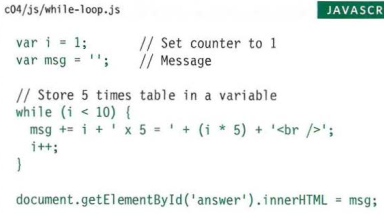 c04/js/while-loop.js JAVASCR
var i = 1; // Set counter to 1
var msg = ''; // Message
// Store 5 times table in a variable
while (i < 10) {
msg += i + ' x 5 = ' + (i * 5) + '<br />';
i++;
}
document.getElementById('answer').innerHTML = msg;